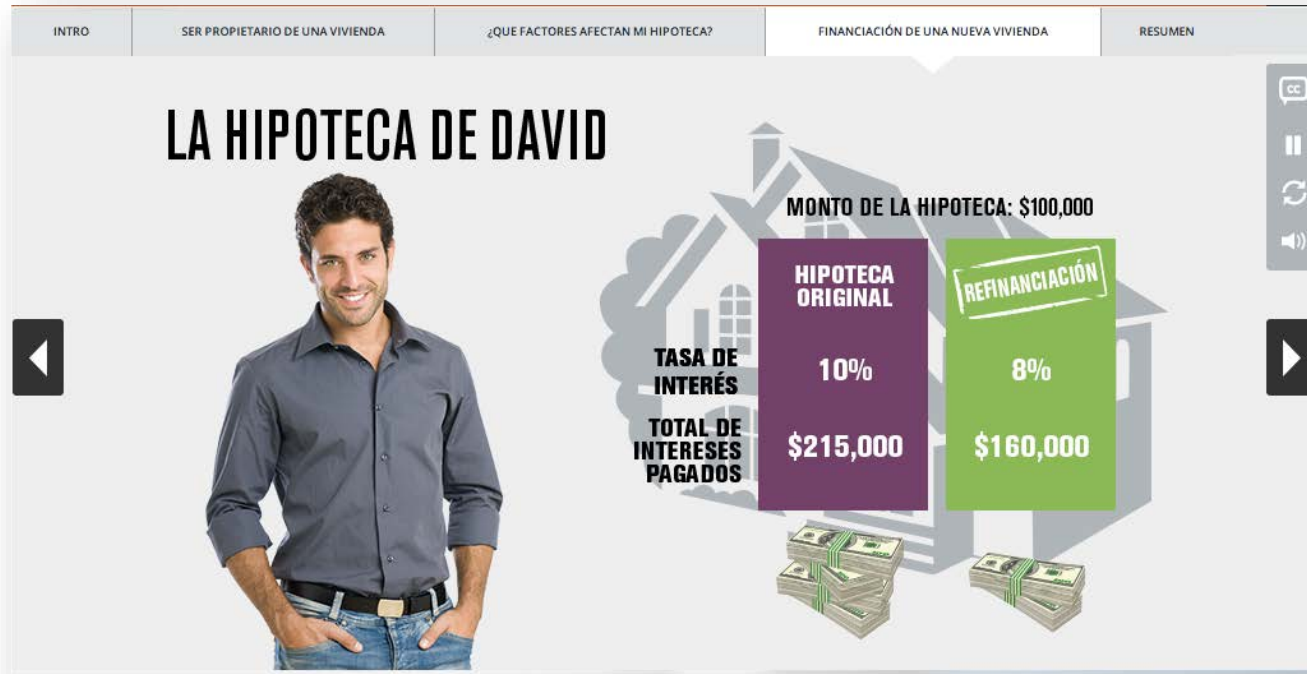 INTRO
SER PROPIETARIO DE UNA VIVIENDA
¿QUE FACTORES AFECTAN MI HIPOTECA?
FINANCIACIÓN DE UNA NUEVA VIVIENDA
RESUMEN
CC
LA HIPOTECA DE DAVID
MONTO DE LA HIPOTECA: $100,000
HIPOTECA
ORIGINAL
REFINANCIACIÓN
TASA DE
INTERÉS
10%
8%
TOTAL DE
INTERESES
PAGADOS
$215,000
$160,000